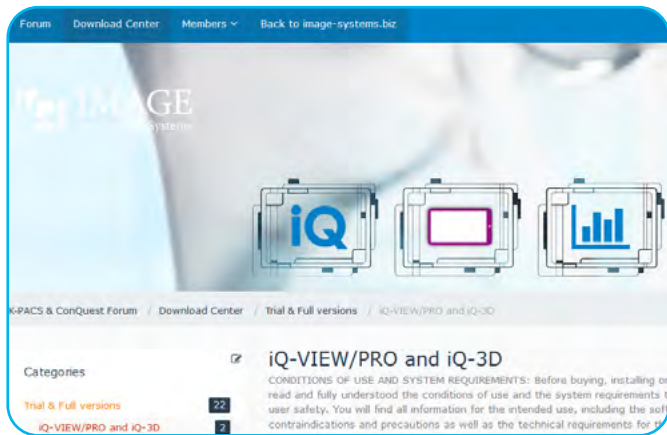 Forum Download Center Members Back to image-systems.biz
IMAGE
Systems
iQ
K-PACS & ConQuest Forum / Download Center / Trial & Full versions / iQ-VIEW/PRO and iQ-3D
Categories
Trial & Full versions 22
iQ-VIEW/PRO and iQ-3D 2
iQ-VIEW/PRO and iQ-3D
CONDITIONS OF USE AND SYSTEM REQUIREMENTS: Before buying, installing or
read and fully understood the conditions of use and the system requirements t
user safety. You will find all information for the intended use, including the soft
contraindications and precautions as well as the technical requirements for th